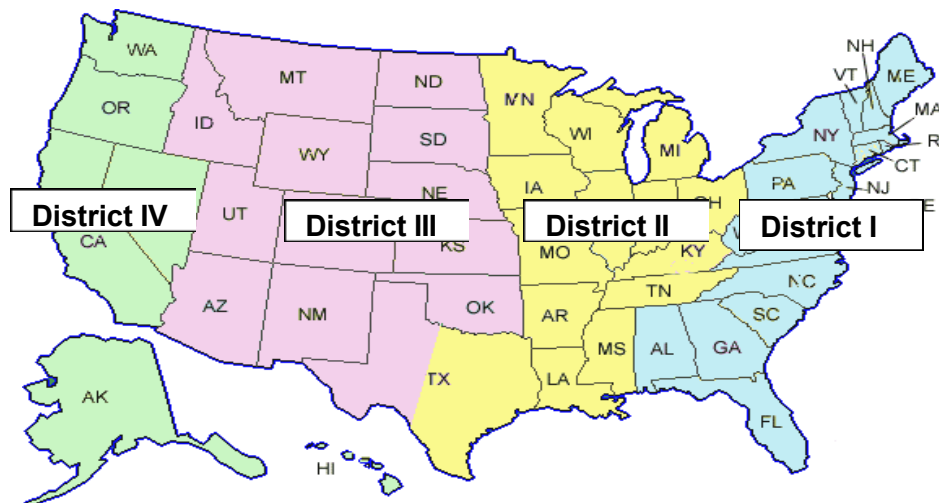 NH
WA
MT
ND
VT
ME
MN
OR
MA
ID
SD
WI
NY
R
WY
MI
CT
IA
PA
NE
NJ
UT
OH
E
District IV
District III
District II
District I
CA
KS
MO
KY
NC
TN
AZ
NM
OK
AR
SC
MS
AL
GA
TX
LA
AK
FL
HI